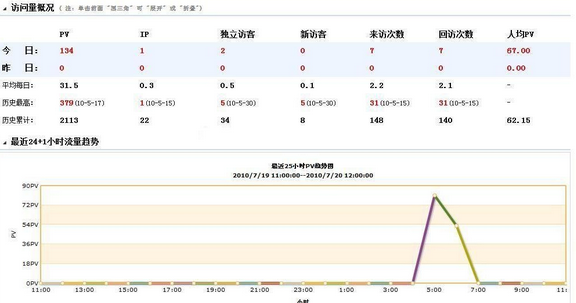 访问量概况 (注: 单击前面"黑三角"可"展开"或"折叠")
PV IP 独立访客 新访客 来访次数 回访次数 人均PV
今 日: 134 1 2 0 7 7 67.00
昨 日: 0 0 0 0 0 0 0.00
平均每日: 31.5 0.3 0.5 0.1 2.2 2.1 -
历史最高: 379(10-5-17) 1(10-5-15) 5(10-5-30) 5(10-5-30) 31(10-5-15) 31(10-5-15) -
历史累计: 2113 22 34 8 148 140 62.15
最近24+1小时流量趋势
最近25小时PV趋势图
2010/7/19 11:00:00--2010/7/20 12:00:00
90PV
72PV
54PV
36PV
18PV
0PV
PV
11:00 13:00 15:00 17:00 19:00 21:00 23:00 1:00 3:00 5:00 7:00 9:00 11:
小时